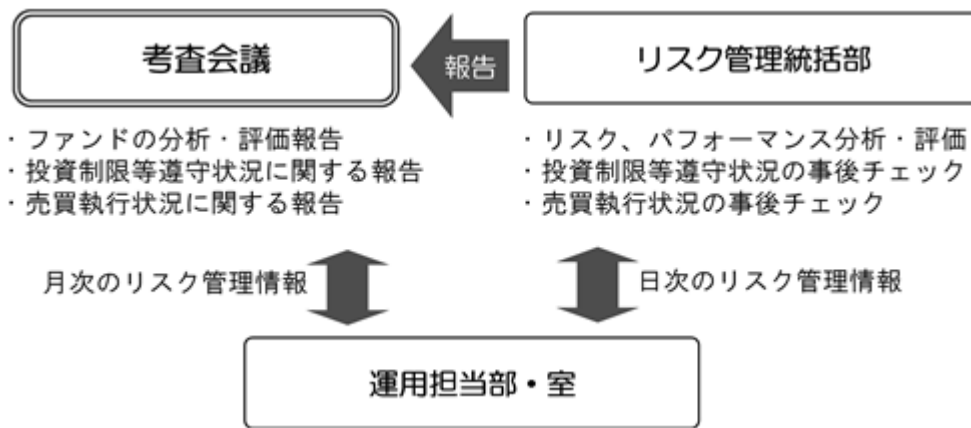 考査会議
報告
リスク管理統括部
・ファンドの分析・評価報告
・投資制限等遵守状況に関する報告
・売買執行状況に関する報告
・リスク、パフォーマンス分析・評価
・投資制限等遵守状況の事後チェック
・売買執行状況の事後チェック
月次のリスク管理情報
日次のリスク管理情報
運用担当部・室